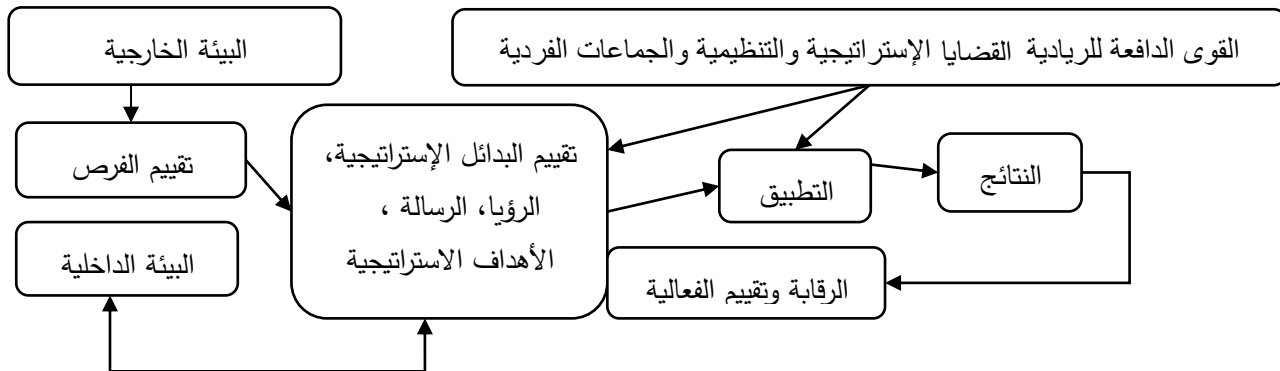 القوى الدافعة للريادية القضايا الإستراتيجية والتنظيمية والجماعات الفردية
البيئة الخارجية
تقييم الفرص
البيئة الداخلية
تقييم البدائل الإستراتيجية،
الرؤيا، الرسالة ،
الأهداف الاستراتيجية
التطبيق
النتائج
الرقابة وتقييم الفعالية